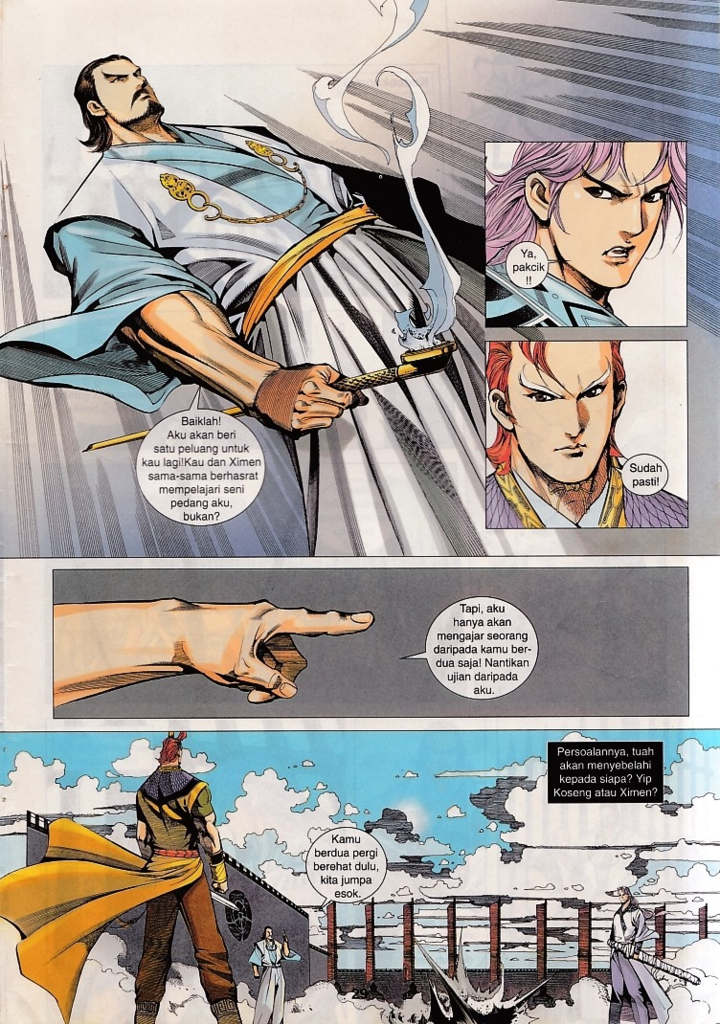 Baiklah!
Aku akan beri
satu peluang untuk
kau lagi!Kau dan Ximen
sama-sama berhasrat
mempelajari seni
pedang aku,
bukan?
Ya,
pakcik
!!
Sudah
pasti!
Tapi, aku
hanya akan
mengajar seorang
daripada kamu ber-
dua saja! Nantikan
ujian daripada
aku.
Persoalannya, tuah
akan menyebelahi
kepada siapa? Yip
Koseng atau Ximen?
Kamu
berdua pergi
berehat dulu,
kita jumpa
esok.